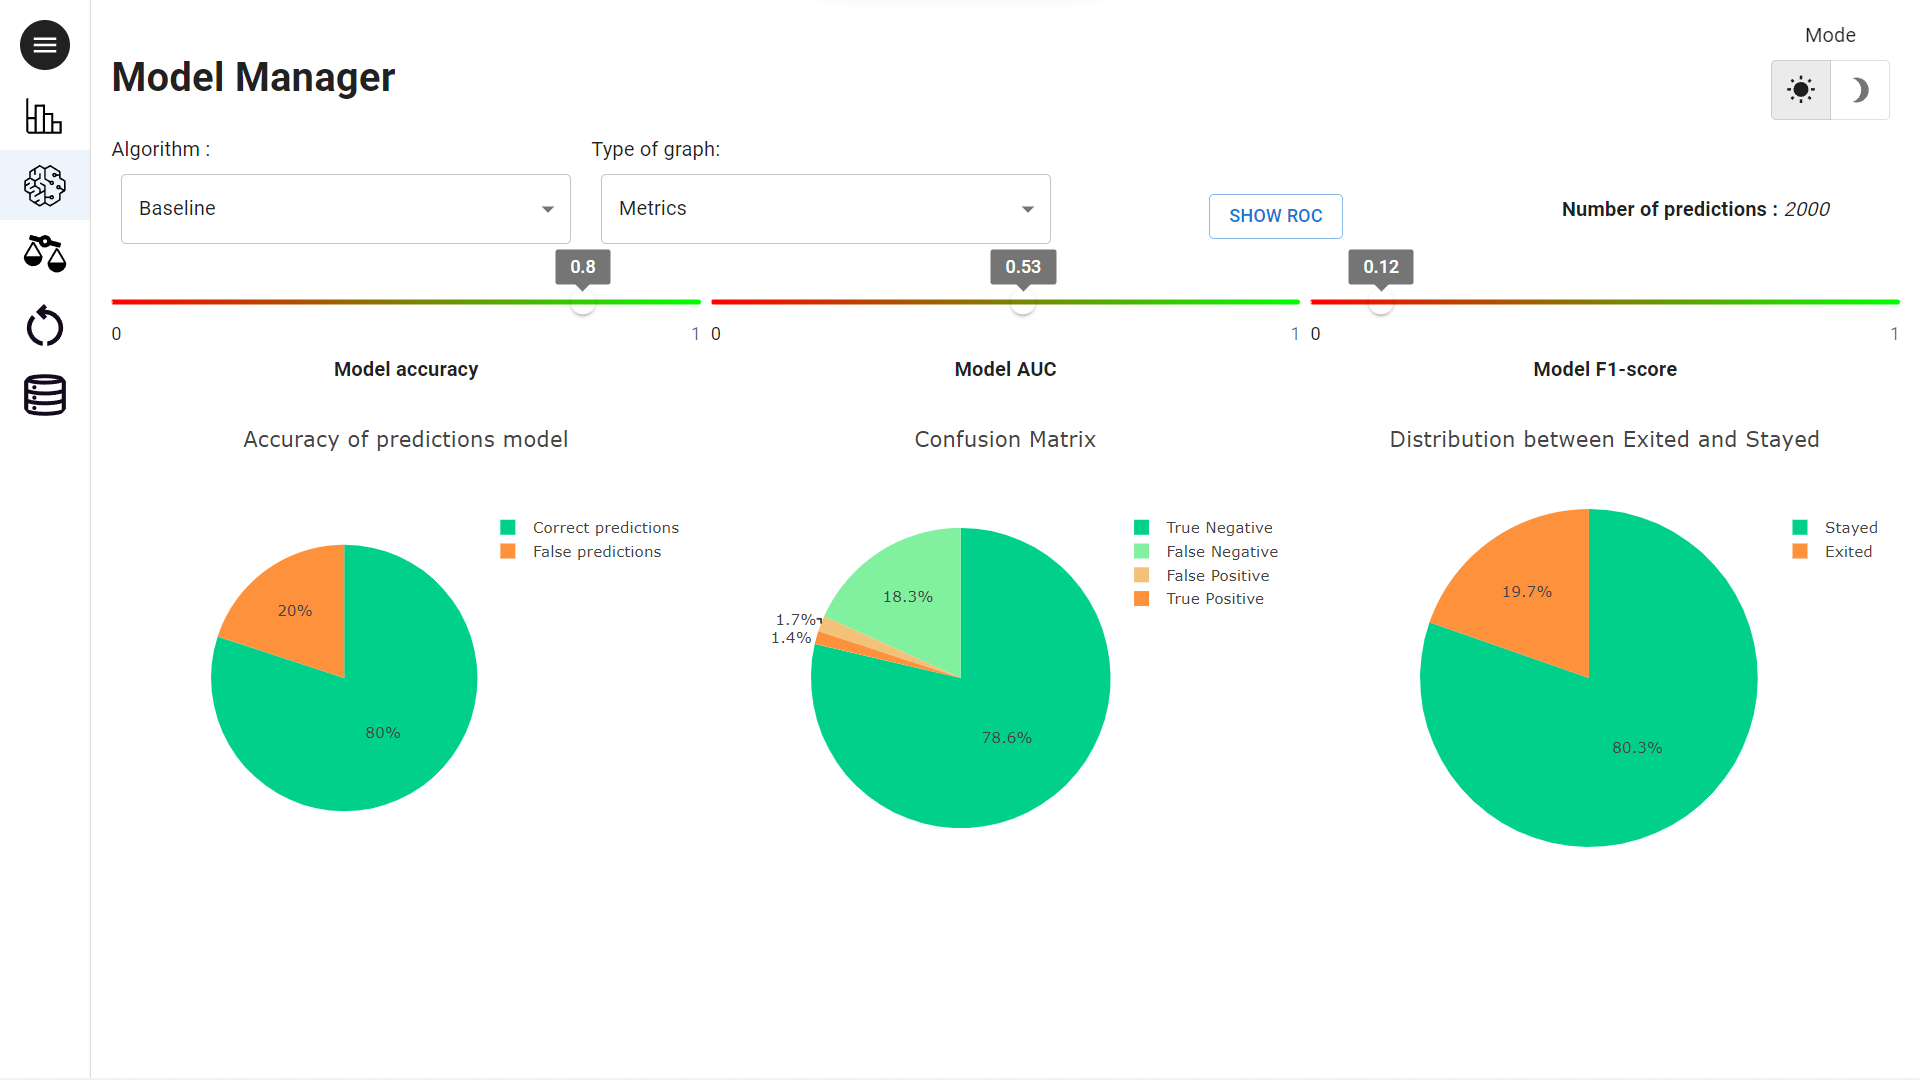 Mode
Model Manager
Algorithm :
Type of graph:
Baseline
Metrics
SHOW ROC
Number of predictions : 2000
0.8
0.53
0.12
0
1
0
1
0
1
Model accuracy
Model AUC
Model F1-score
Accuracy of predictions model
Confusion Matrix
Distribution between Exited and Stayed
Correct predictions
False predictions
20%
80%
True Negative
False Negative
False Positive
True Positive
18.3%
1.7%
1.4%
78.6%
Stayed
Exited
19.7%
80.3%